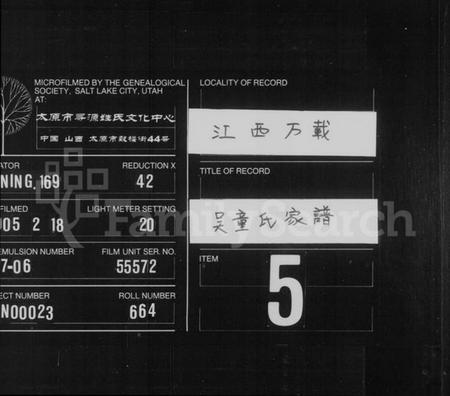 MICROFILMED BY THE GENEALOGICAL
SOCIETY, SALT LAKE CITY, UTAH
AT:
太原市寻源姓氏文化中心
中国 山西 太原市鼓楼街44号
ATOR
REDUCTION X
NING, 169
42
FILMED
LIGHT METER SETTING
05 2 18
20
EMULSION NUMBER
FILM UNIT SER. NO.
7-06
55572
ECT NUMBER
ROLL NUMBER
N00023
664
LOCALITY OF RECORD
江西万載
TITLE OF RECORD
吴童氏家譜
ITEM
5
FamilySearch